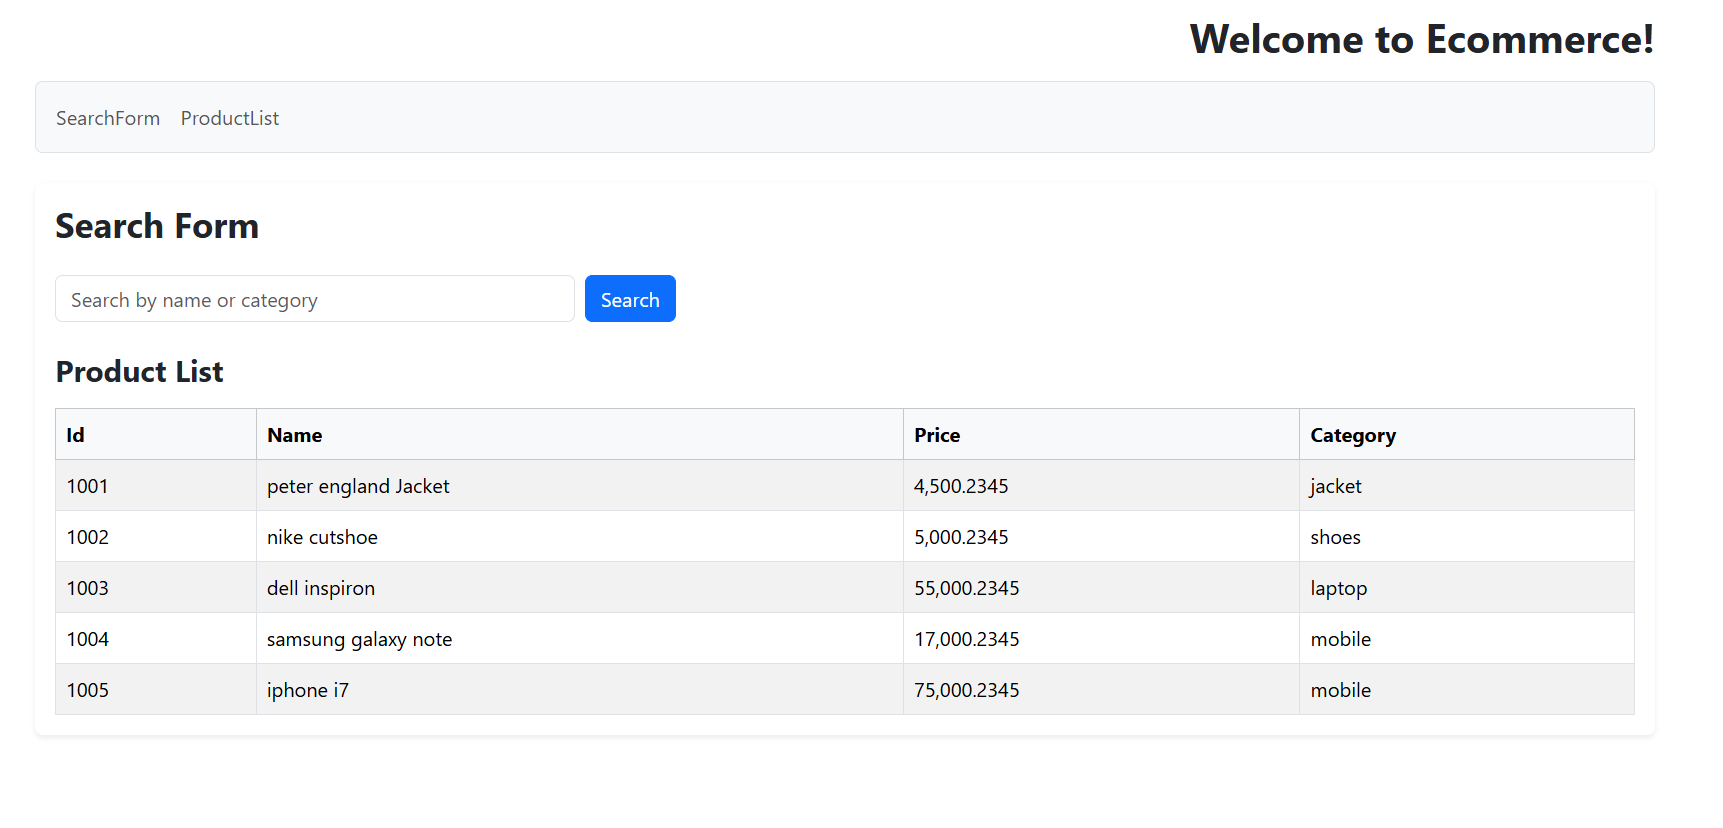 Welcome to Ecommerce!
SearchForm ProductList
Search Form
Search by name or category Search
Product List
Id Name Price Category
1001 peter england Jacket 4,500.2345 jacket
1002 nike cutshoe 5,000.2345 shoes
1003 dell inspiron 55,000.2345 laptop
1004 samsung galaxy note 17,000.2345 mobile
1005 iphone i7 75,000.2345 mobile